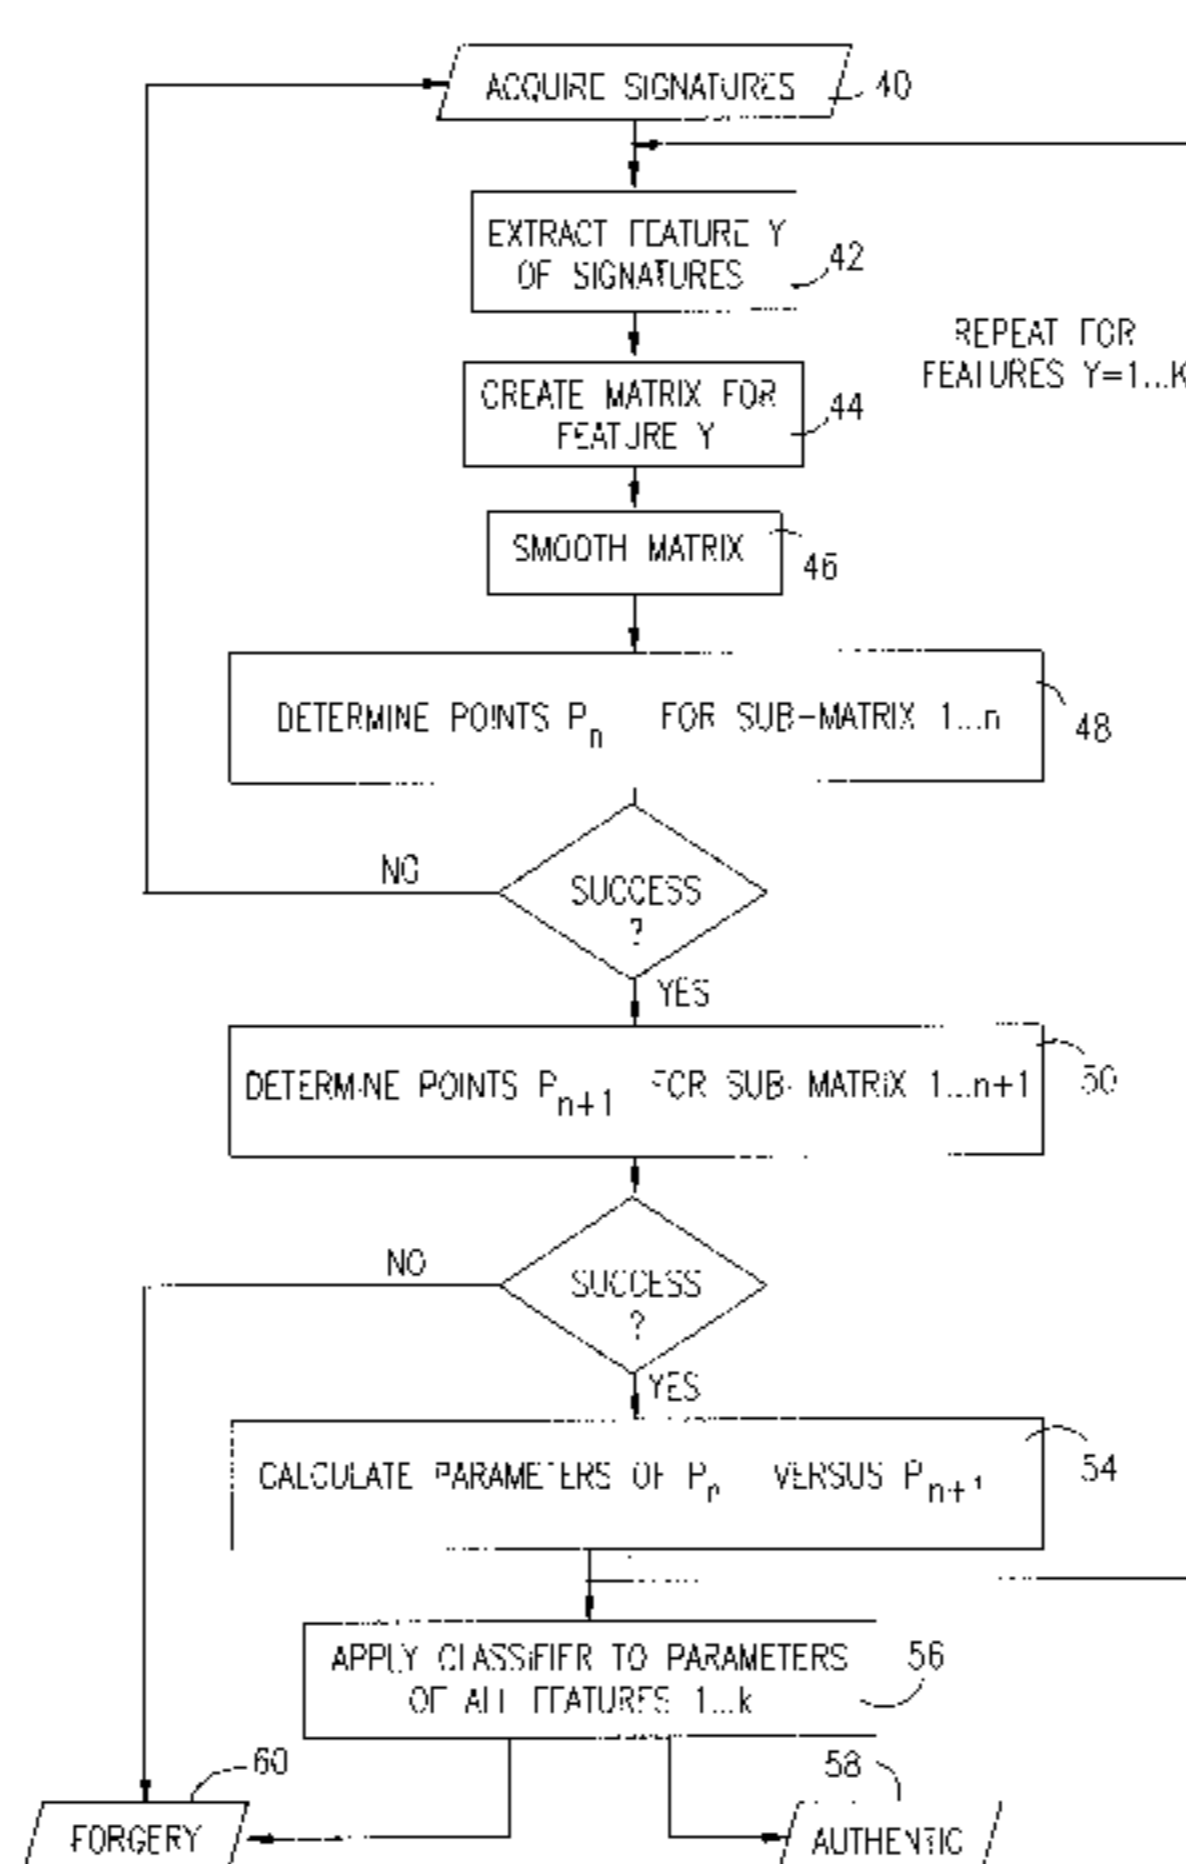 ACQUIRE SIGNATURES
40
EXTRACT FEATURE Y
OF SIGNATURES
42
REPEAT FOR
FEATURES Y=1...K
CREATE MATRIX FOR
FEATURE Y
44
SMOOTH MATRIX
46
DETERMINE POINTS Pn FOR SUB-MATRIX 1...n
48
NO
SUCCESS
?
YES
DETERMINE POINTS Pn+1 FOR SUB-MATRIX 1...n+1
50
NO
SUCCESS
?
YES
CALCULATE PARAMETERS OF Pn VERSUS Pn+1
54
APPLY CLASSIFIER TO PARAMETERS
OF ALL FEATURES 1...k
56
60
58
FORGERY
AUTHENTIC